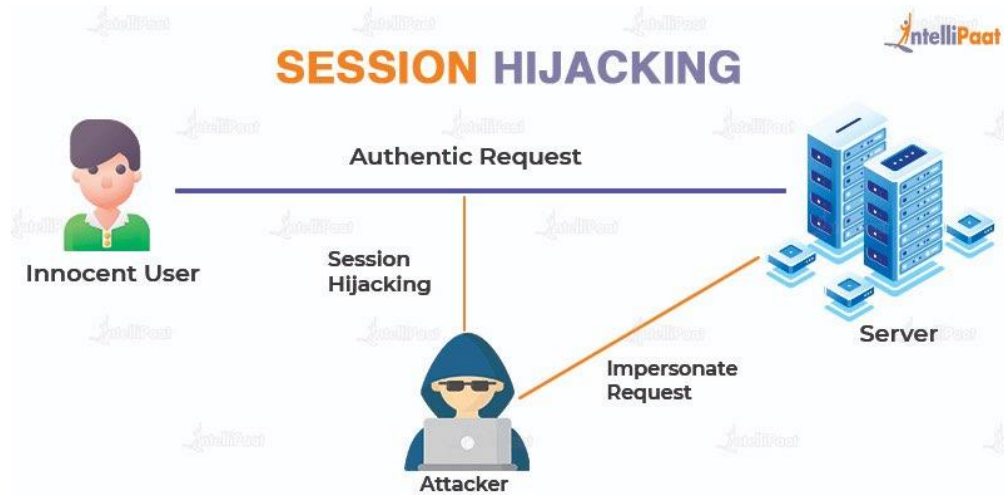 IntelliPaat
SESSION HIJACKING
Authentic Request
Innocent User
Session
Hijacking
Server
Impersonate
Request
Attacker